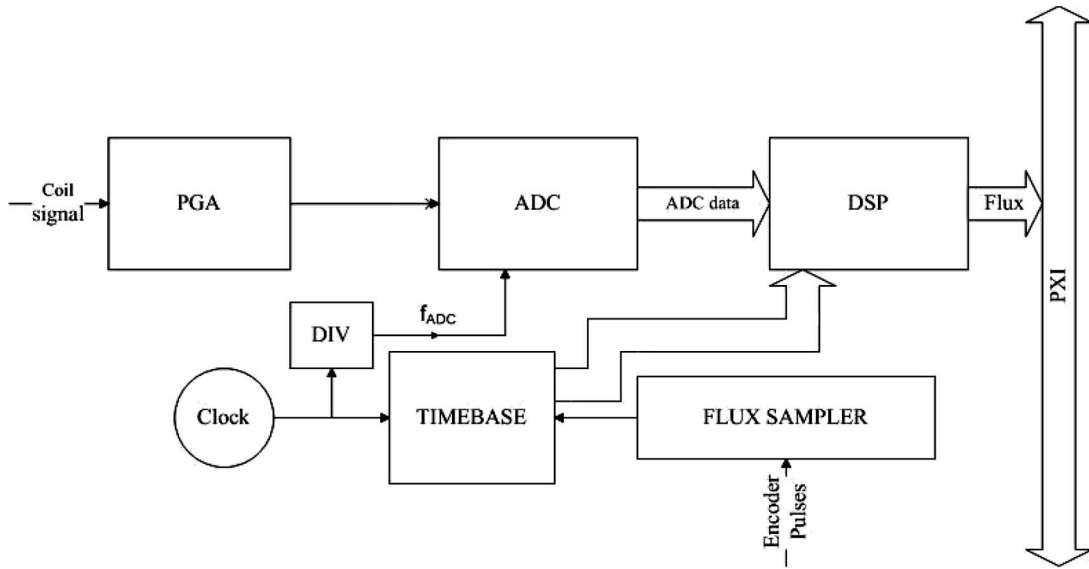 Coil
signal
PGA
ADC
ADC data
DSP
Flux
PXI
DIV
fADC
Clock
TIMEBASE
FLUX SAMPLER
Encoder
Pulses